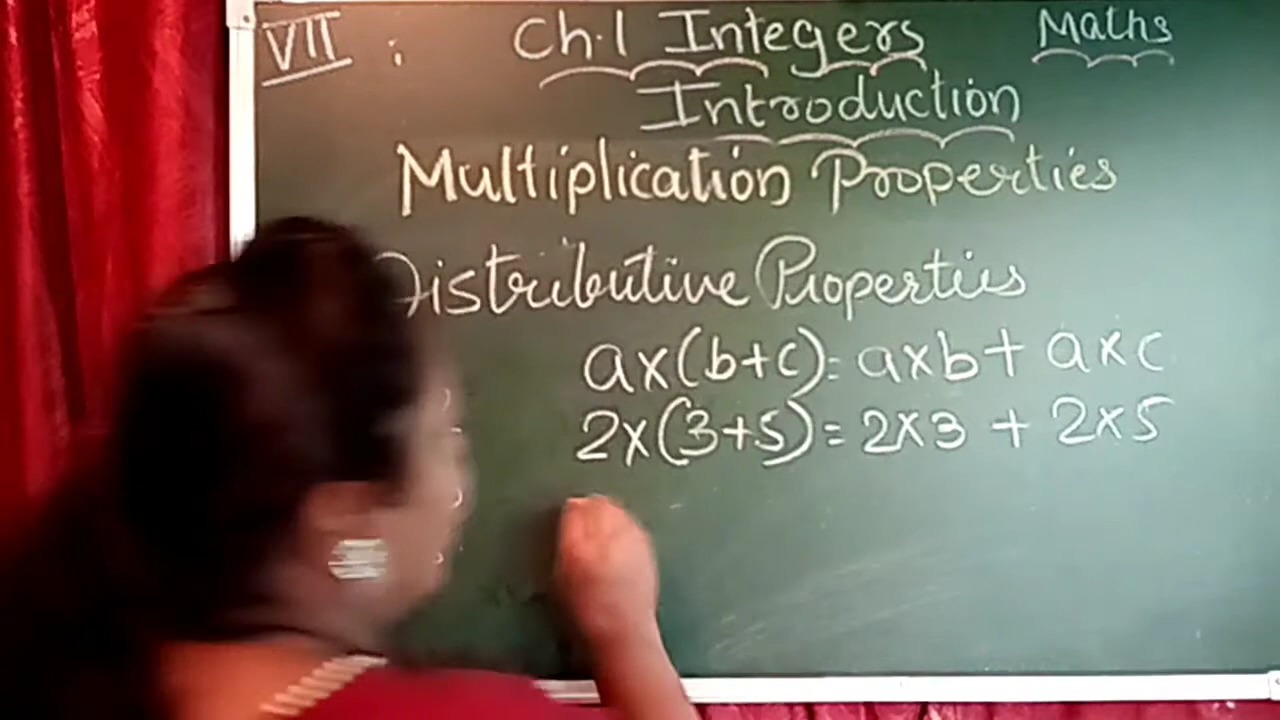 VII : Ch.1 Integers Maths
Introduction
Multiplication Properties
Distributive Properties
a×(b+c)= a×b+ a×c
2×(3+5)= 2×3 + 2×5